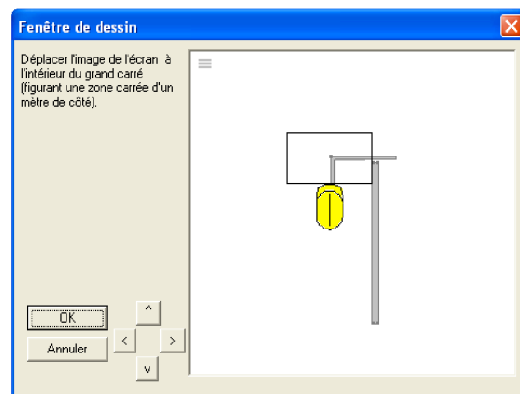 Fenêtre de dessin
Déplacer l'image de l'écran à
l'intérieur du grand carré
(figurant une zone carrée d'un
mètre de côté).
OK
^
Annuler
<
>
v